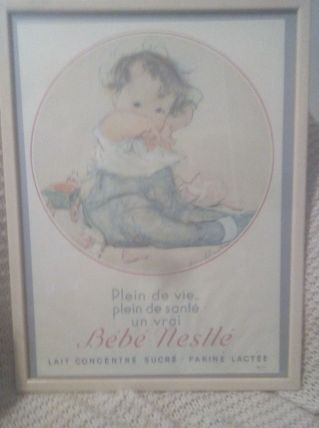 Plein de vie.
plein de santé
un vrai
Bébé Nestlé
LAIT CONCENTRÉ SUCRÉ - FARINE LACTÉE